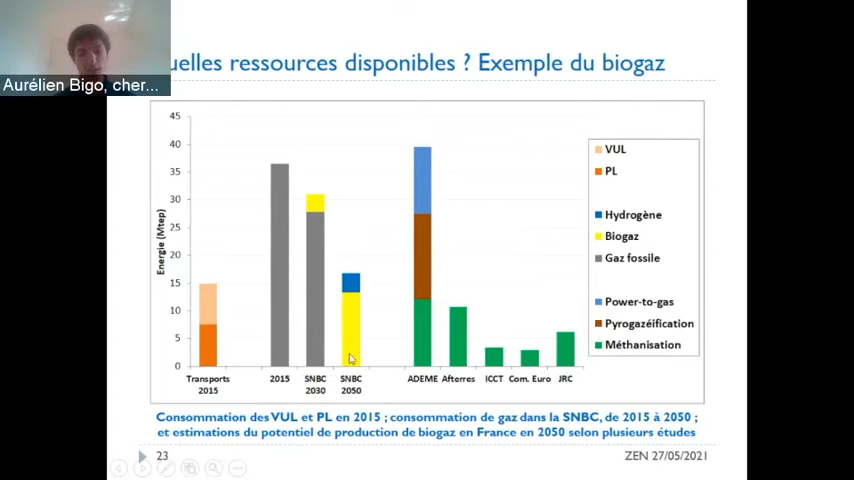 uelles ressources disponibles ? Exemple du biogaz
Aurélien Bigo, cher...
Energie (Mtep)
45
40
35
30
25
20
15
10
5
0
Transports 2015
2015
SNBC 2030
SNBC 2050
ADEME
Afterres
ICCT
Com. Euro
JRC
VUL
PL
Hydrogène
Biogaz
Gaz fossile
Power-to-gas
Pyrogazéification
Méthanisation
Consommation des VUL et PL en 2015 ; consommation de gaz dans la SNBC, de 2015 à 2050 ;
et estimations du potentiel de production de biogaz en France en 2050 selon plusieurs études
23
ZEN 27/05/2021